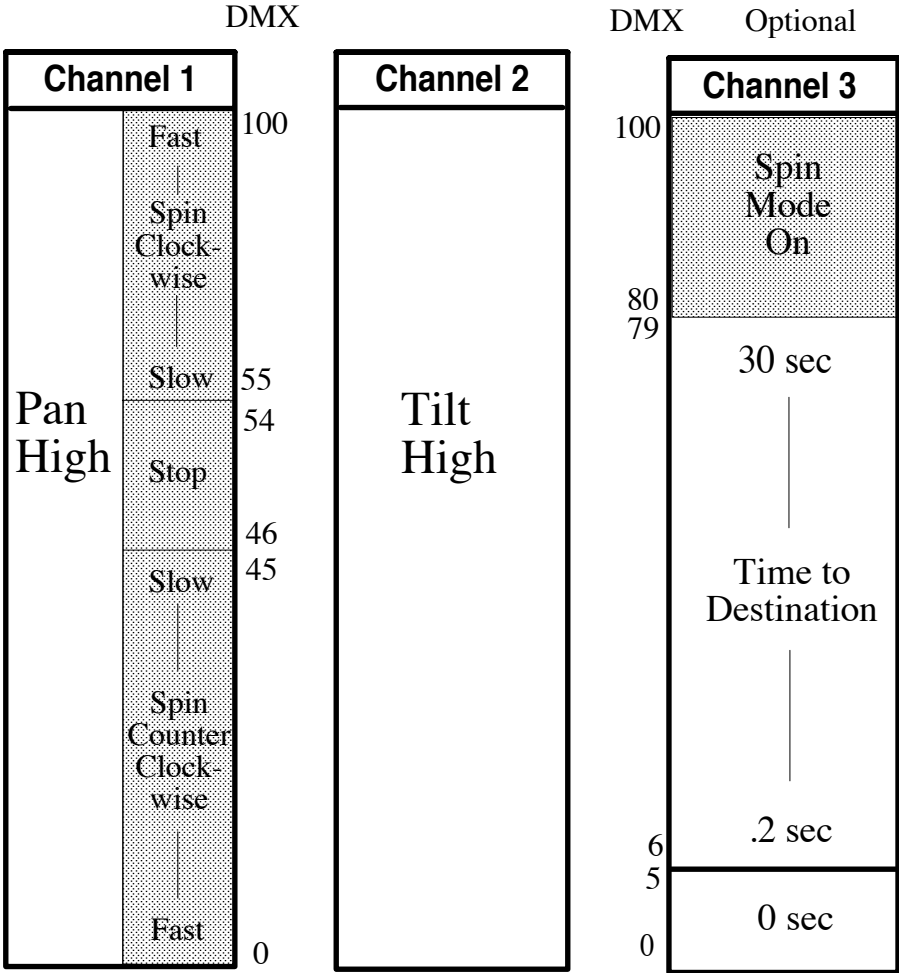 DMX
Channel 1
Pan
High
Fast
Spin
Clock-
wise
Slow
Stop
Slow
Spin
Counter
Clock-
wise
Fast
100
55
54
46
45
0
Channel 2
Tilt
High
DMX Optional
Channel 3
100
80
79
6
5
0
Spin
Mode
On
30 sec
Time to
Destination
.2 sec
0 sec